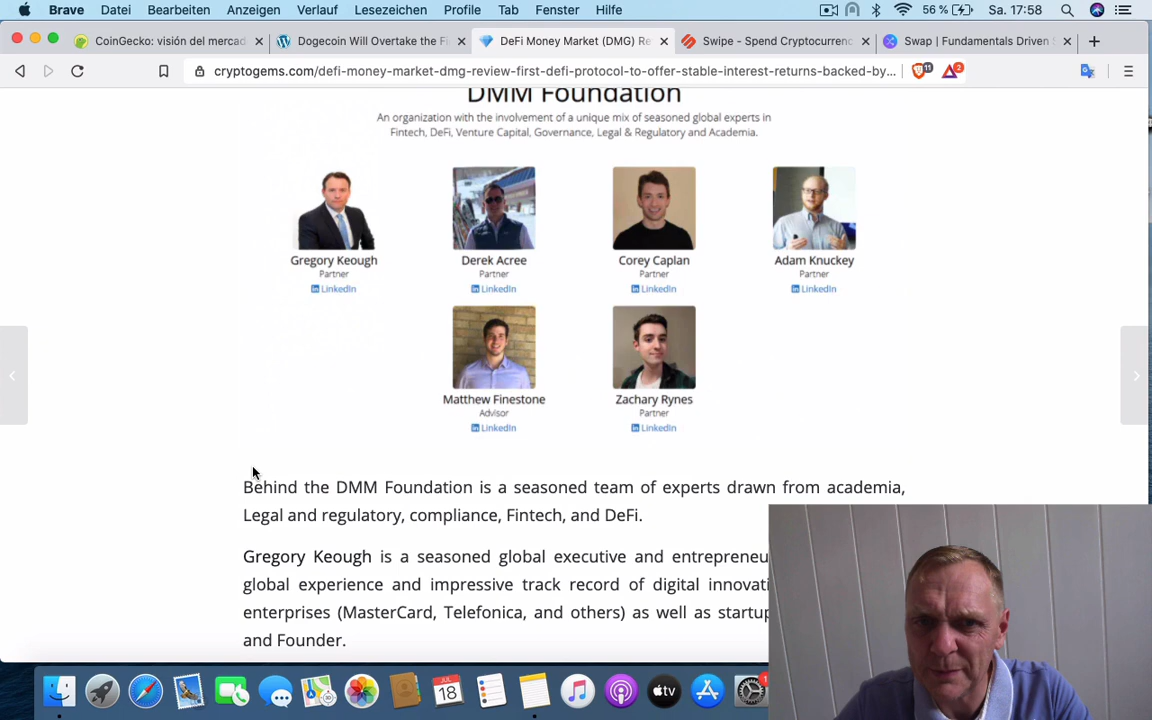 Brave Datei Bearbeiten Anzeigen Verlauf Lesezeichen Profile Tab Fenster Hilfe 56 % Sa. 17:58
CoinGecko: visión del mercad Dogecoin Will Overtake the Fi DeFi Money Market (DMG) Re Swipe - Spend Cryptocurrenc Swap | Fundamentals Driven S
cryptogems.com/defi-money-market-dmg-review-first-defi-protocol-to-offer-stable-interest-returns-backed-by... 11 2
DMM Foundation
An organization with the involvement of a unique mix of seasoned global experts in
Fintech, DeFi, Venture Capital, Governance, Legal & Regulatory and Academia.
Gregory Keough Derek Acree Corey Caplan Adam Knuckey
Partner Partner Partner Partner
LinkedIn LinkedIn LinkedIn LinkedIn
Matthew Finestone Zachary Rynes
Advisor Partner
LinkedIn LinkedIn
Behind the DMM Foundation is a seasoned team of experts drawn from academia,
Legal and regulatory, compliance, Fintech, and DeFi.
Gregory Keough is a seasoned global executive and entrepreneu
global experience and impressive track record of digital innovati
enterprises (MasterCard, Telefonica, and others) as well as startup
and Founder.
JUL
18
tv
1